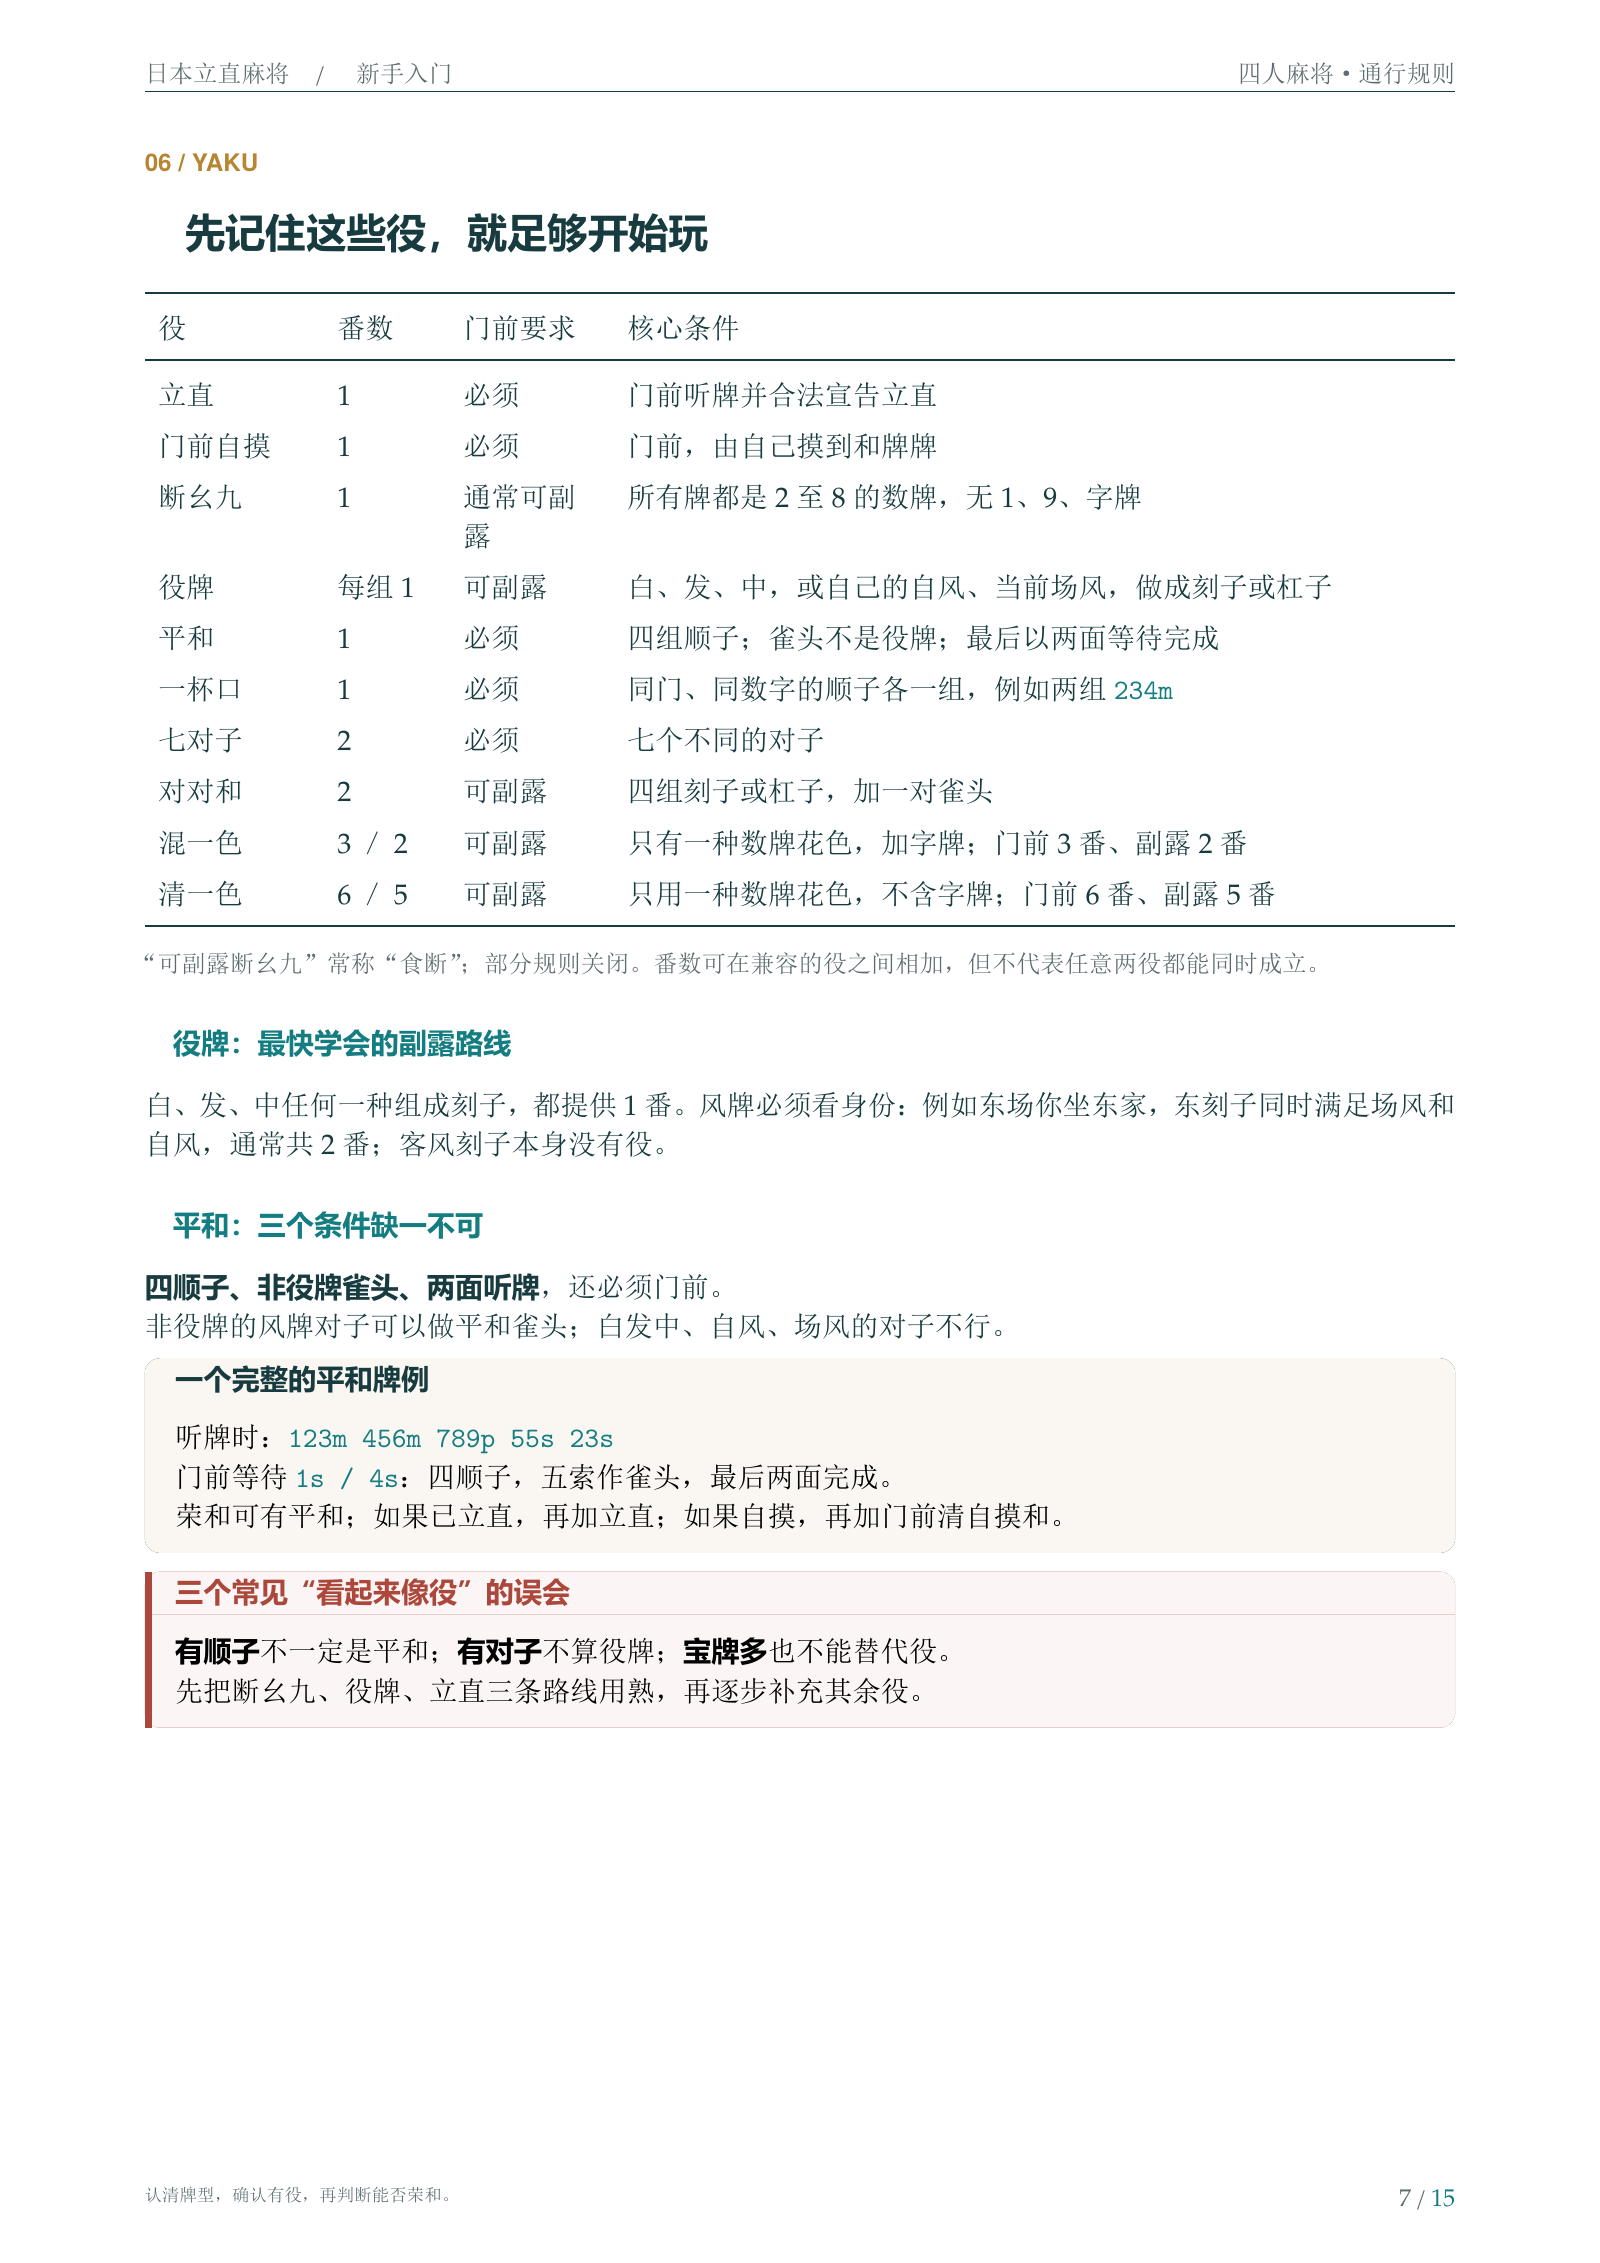 日本立直麻将 / 新手入门
四人麻将•通行规则
06 / YAKU
先记住这些役，就足够开始玩
役 番数 门前要求 核心条件
立直 1 必须 门前听牌并合法宣告立直
门前自摸 1 必须 门前，由自己摸到和牌牌
断幺九 1 通常可副露 所有牌都是 2 至 8 的数牌，无 1、9、字牌
役牌 每组 1 可副露 白、发、中，或自己的自风、当前场风，做成刻子或杠子
平和 1 必须 四组顺子；雀头不是役牌；最后以两面等待完成
一杯口 1 必须 同门、同数字的顺子各一组，例如两组 234m
七对子 2 必须 七个不同的对子
对对和 2 可副露 四组刻子或杠子，加一对雀头
混一色 3 / 2 可副露 只有一种数牌花色，加字牌；门前 3 番、副露 2 番
清一色 6 / 5 可副露 只用一种数牌花色，不含字牌；门前 6 番、副露 5 番
“可副露断幺九”常称“食断”；部分规则关闭。番数可在兼容的役之间相加，但不代表任意两役都能同时成立。
役牌：最快学会的副露路线
白、发、中任何一种组成刻子，都提供 1 番。风牌必须看身份：例如东场你坐东家，东刻子同时满足场风和
自风，通常共 2 番；客风刻子本身没有役。
平和：三个条件缺一不可
四顺子、非役牌雀头、两面听牌，还必须门前。
非役牌的风牌对子可以做平和雀头；白发中、自风、场风的对子不行。
一个完整的平和牌例
听牌时：123m 456m 789p 55s 23s
门前等待 1s / 4s：四顺子，五索作雀头，最后两面完成。
荣和可有平和；如果已立直，再加立直；如果自摸，再加门前清自摸和。
三个常见“看起来像役”的误会
有顺子不一定是平和；有对子不算役牌；宝牌多也不能替代役。
先把断幺九、役牌、立直三条路线用熟，再逐步补充其余役。
认清牌型，确认有役，再判断能否荣和。
7 / 15